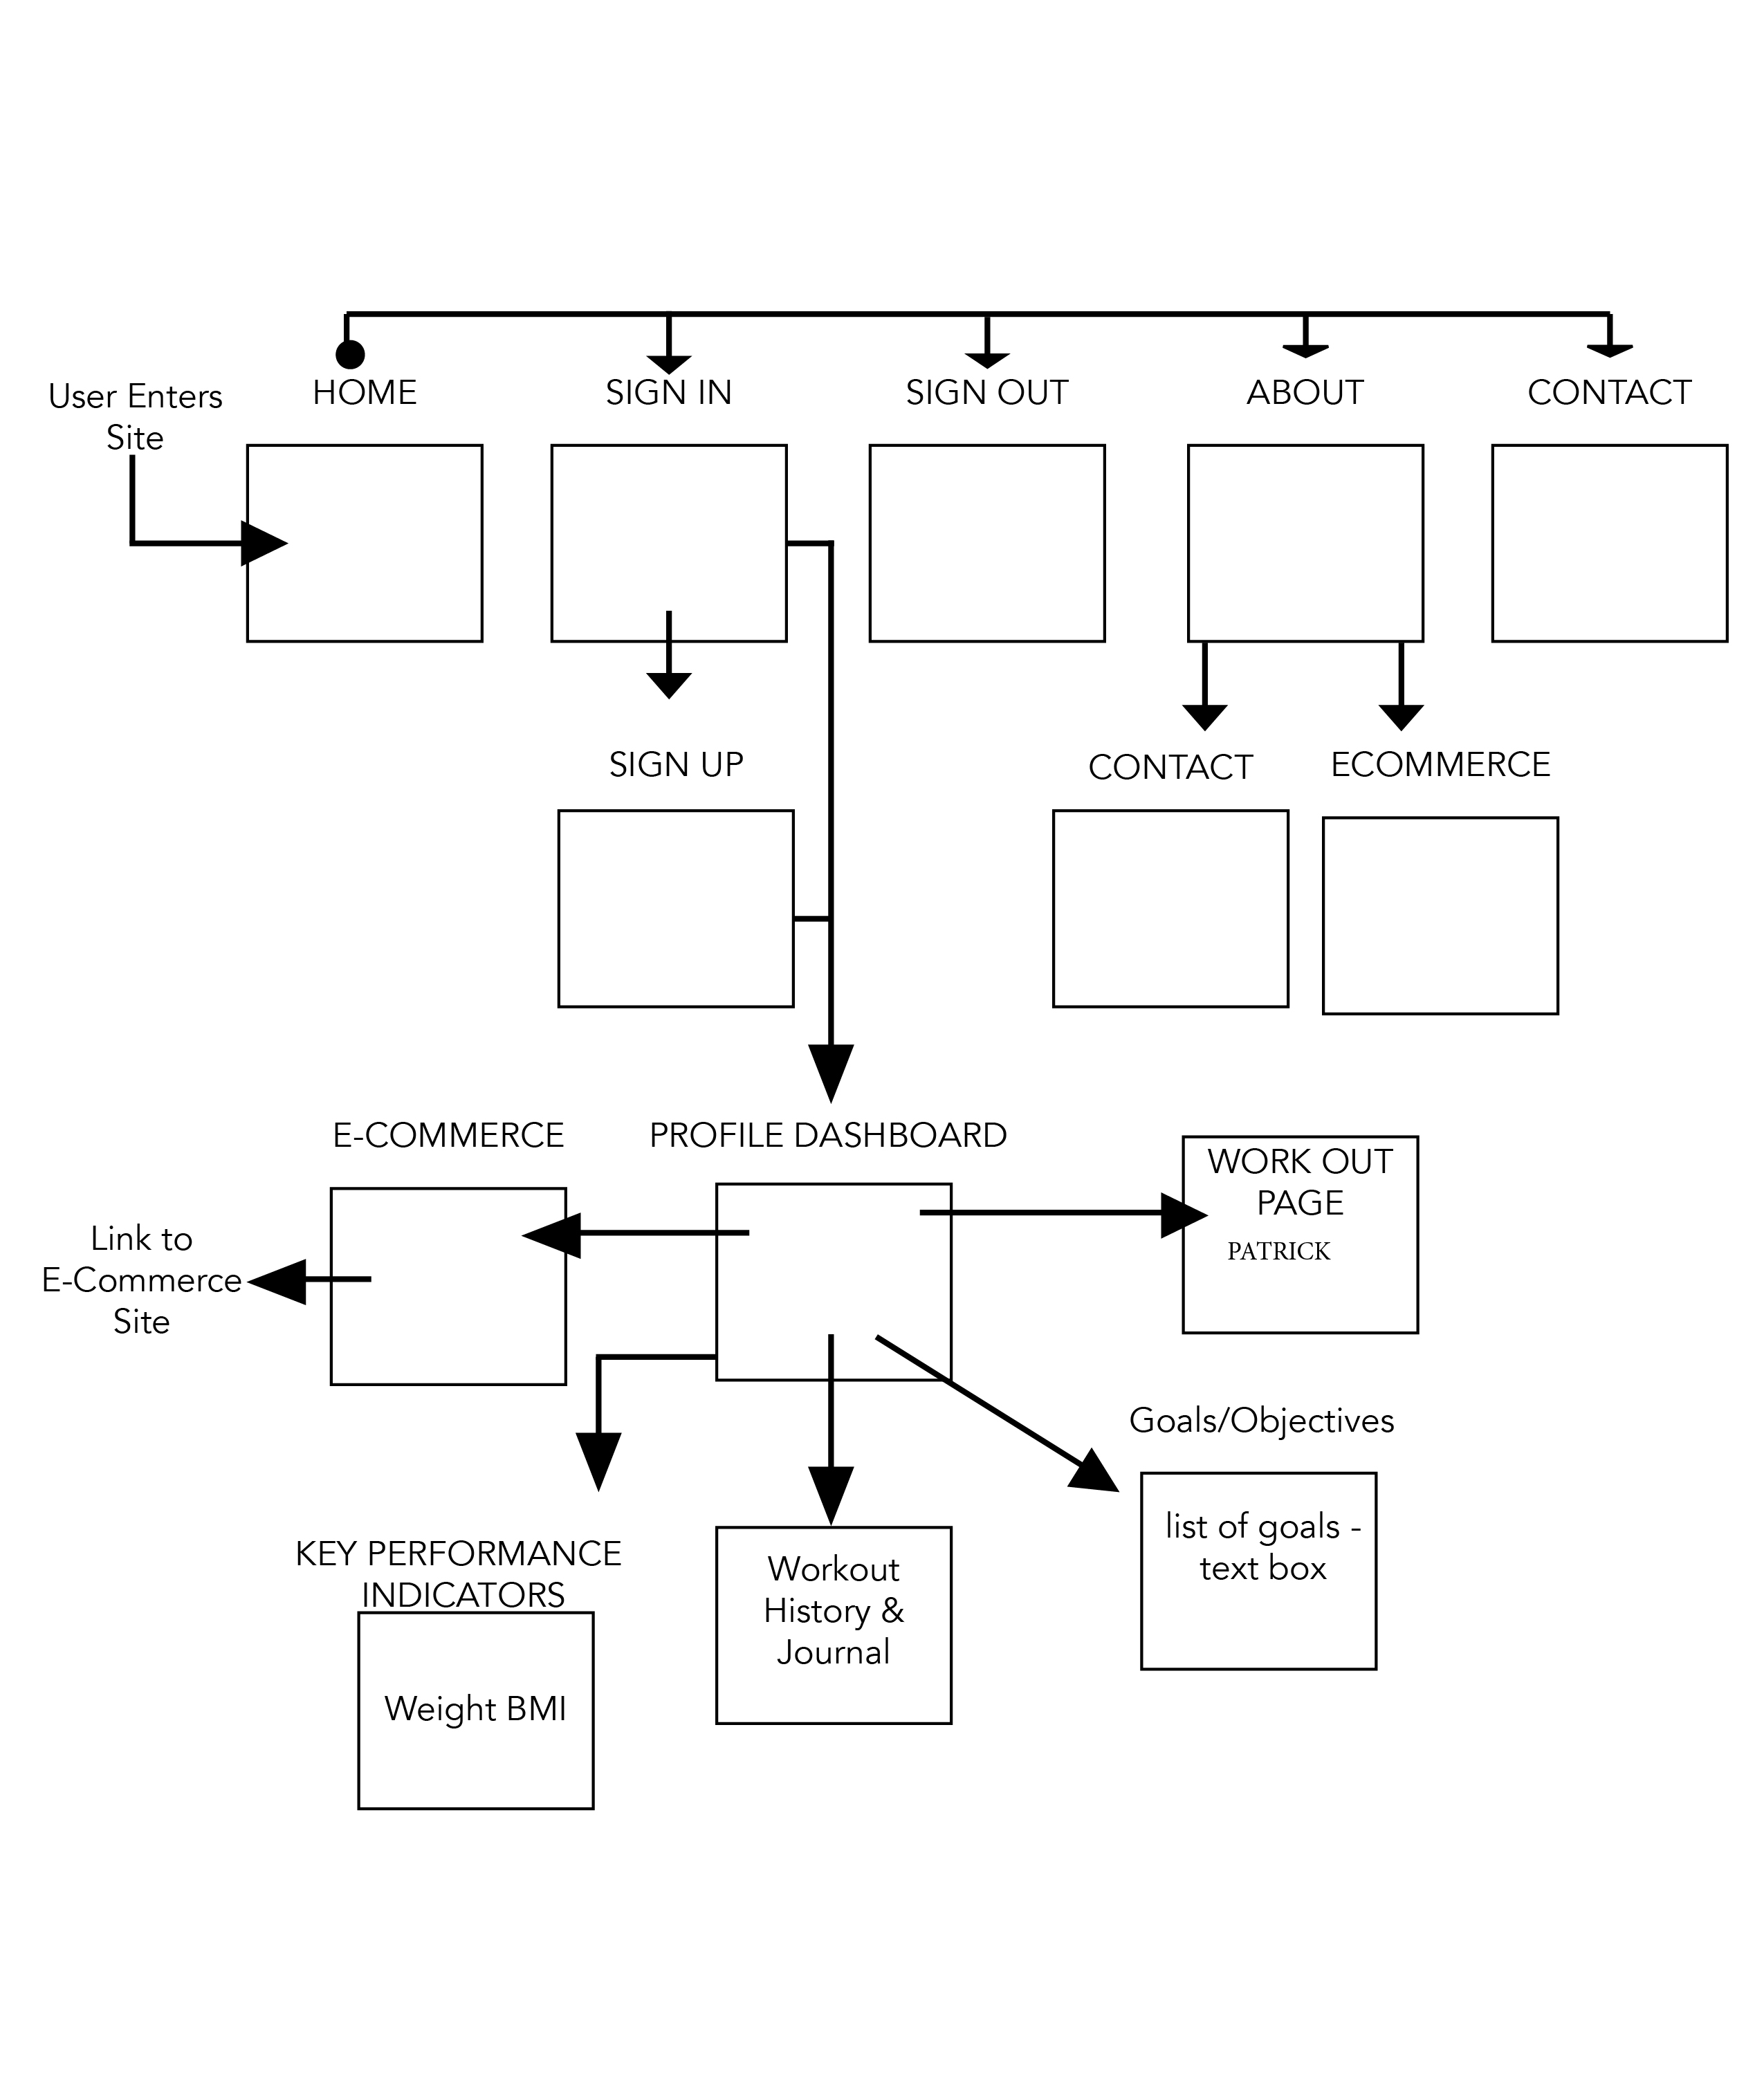 User Enters
Site
HOME
SIGN IN
SIGN OUT
ABOUT
CONTACT
SIGN UP
CONTACT
ECOMMERCE
E-COMMERCE
PROFILE DASHBOARD
WORK OUT
PAGE
PATRICK
Link to
E-Commerce
Site
Goals/Objectives
list of goals -
text box
KEY PERFORMANCE
INDICATORS
Weight BMI
Workout
History &
Journal